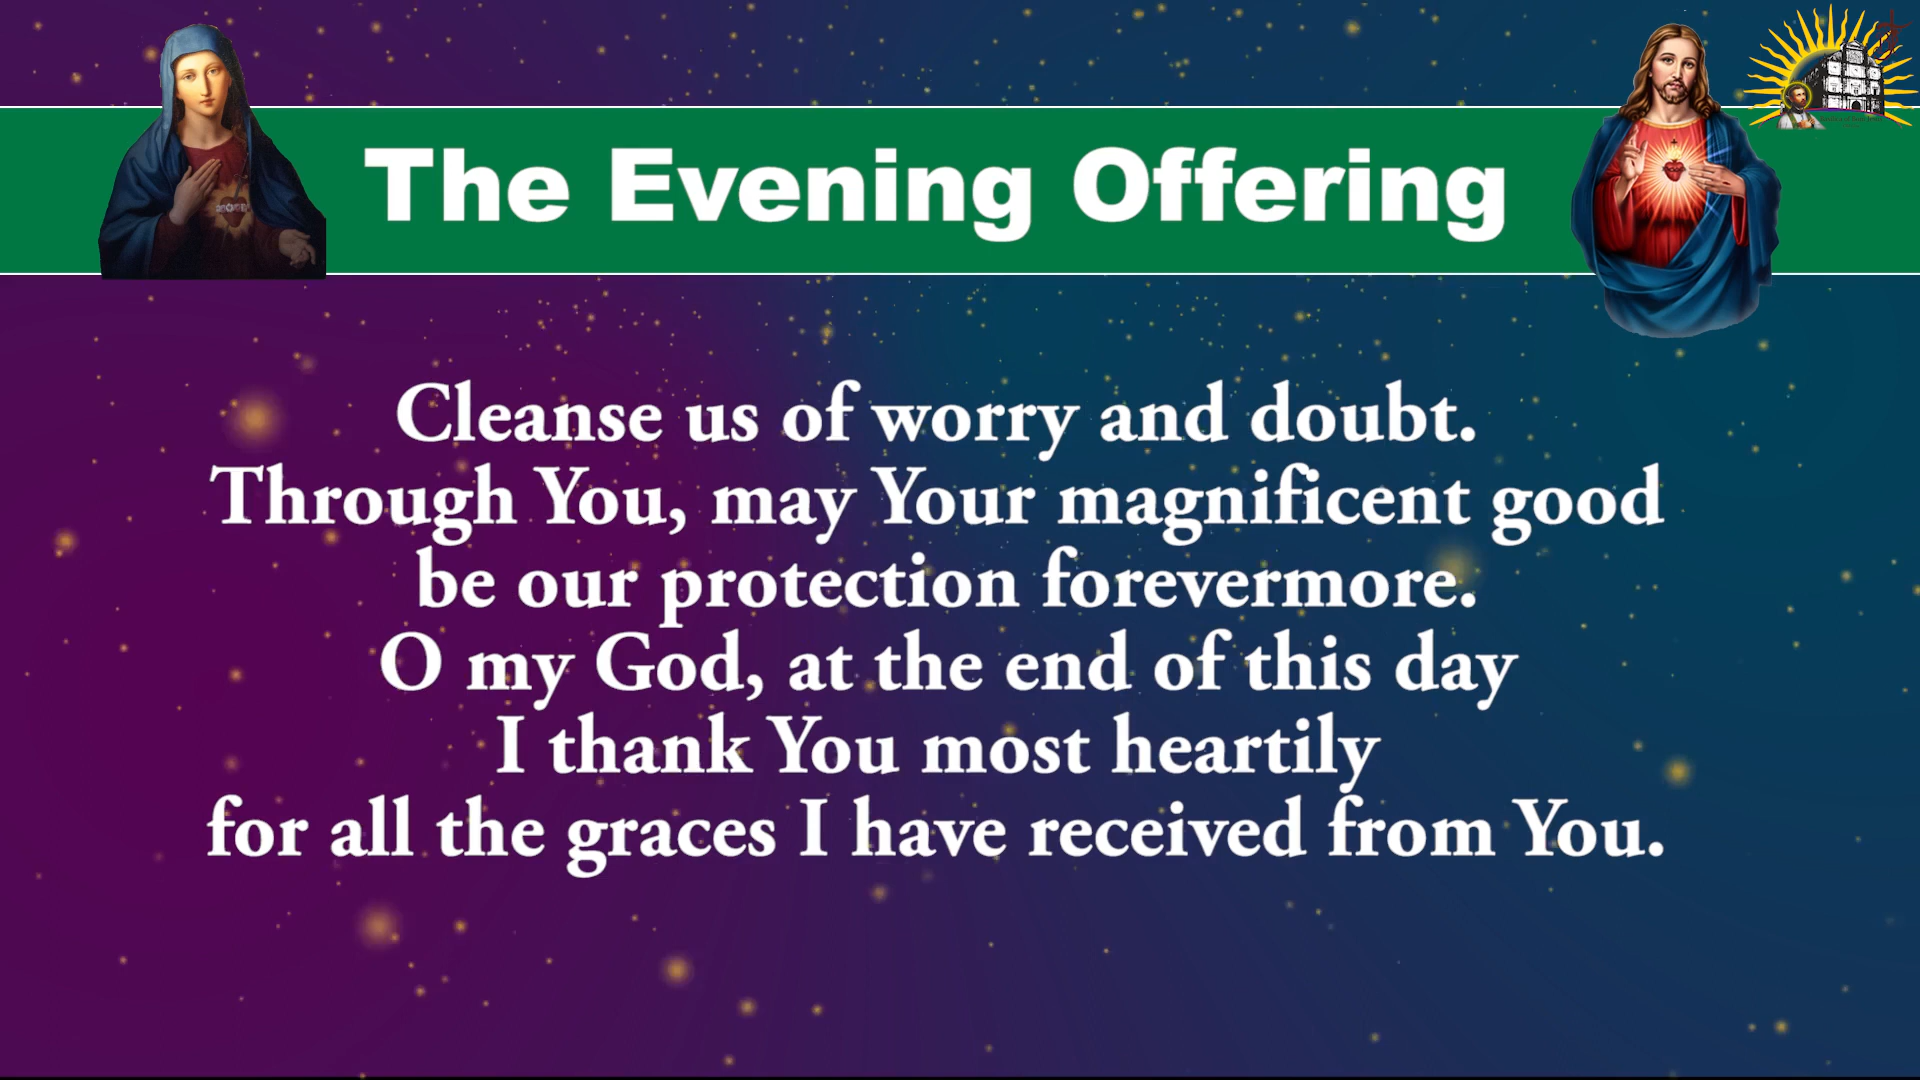 The Evening Offering
Cleanse us of worry and doubt.
Through You, may Your magnificent good
be our protection forevermore.
O my God, at the end of this day
I thank You most heartily
for all the graces I have received from You.